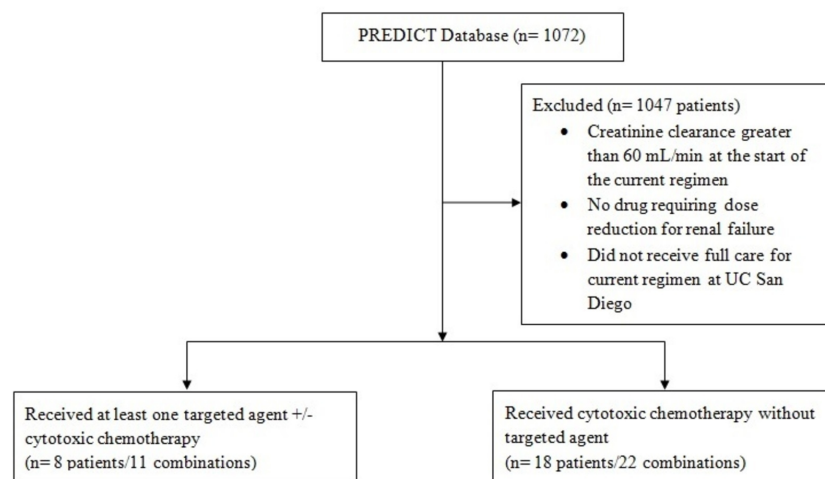 PREDICT Database (n= 1072)
Excluded (n= 1047 patients)
• Creatinine clearance greater
than 60 mL/min at the start of
the current regimen
• No drug requiring dose
reduction for renal failure
• Did not receive full care for
current regimen at UC San
Diego
Received at least one targeted agent +/-
cytotoxic chemotherapy
(n= 8 patients/11 combinations)
Received cytotoxic chemotherapy without
targeted agent
(n= 18 patients/22 combinations)